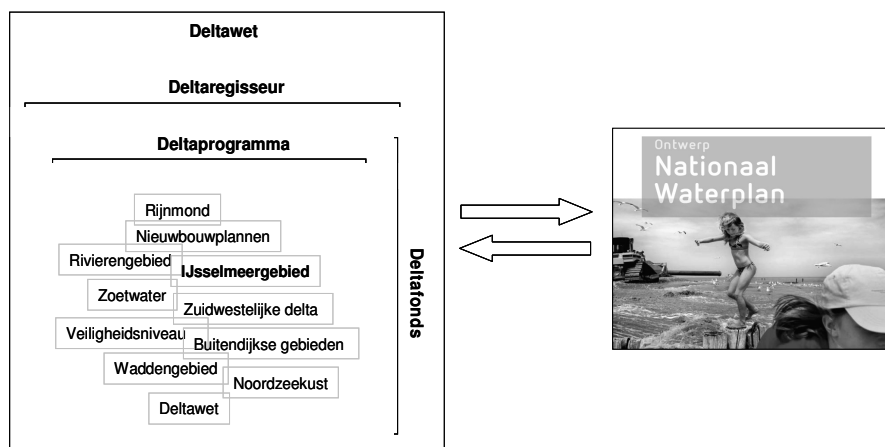 Deltawet
Deltaregisseur
Deltaprogramma
Rijnmond
Nieuwbouwplannen
Rivierengebied
IJsselmeergebied
Zoetwater
Zuidwestelijke delta
Veiligheidsniveau
Buitendijkse gebieden
Waddengebied
Noordzeekust
Deltawet
Deltafonds
Ontwerp
Nationaal
Waterplan